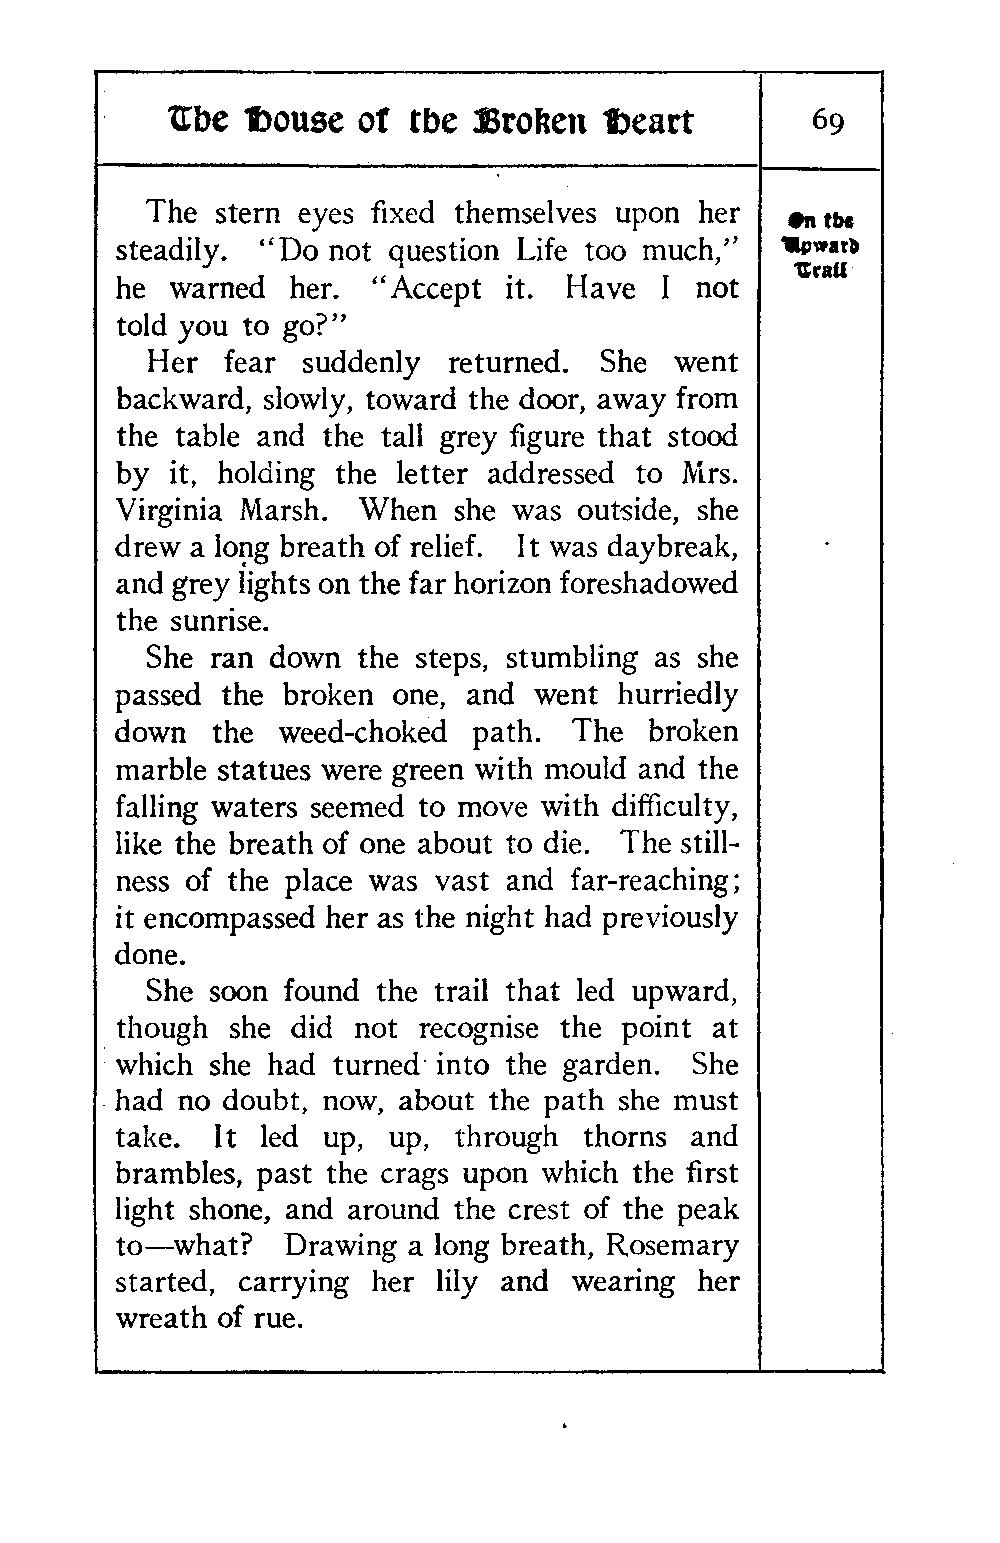 The House of the Broken Heart
69
On the
Upward
Trail
The stern eyes fixed themselves upon her
steadily. "Do not question Life too much,"
he warned her. "Accept it. Have I not
told you to go?"
Her fear suddenly returned. She went
backward, slowly, toward the door, away from
the table and the tall grey figure that stood
by it, holding the letter addressed to Mrs.
Virginia Marsh. When she was outside, she
drew a long breath of relief. It was daybreak,
and grey lights on the far horizon foreshadowed
the sunrise.
She ran down the steps, stumbling as she
passed the broken one, and went hurriedly
down the weed-choked path. The broken
marble statues were green with mould and the
falling waters seemed to move with difficulty,
like the breath of one about to die. The still-
ness of the place was vast and far-reaching;
it encompassed her as the night had previously
done.
She soon found the trail that led upward,
though she did not recognise the point at
which she had turned into the garden. She
had no doubt, now, about the path she must
take. It led up, up, through thorns and
brambles, past the crags upon which the first
light shone, and around the crest of the peak
to—what? Drawing a long breath, Rosemary
started, carrying her lily and wearing her
wreath of rue.